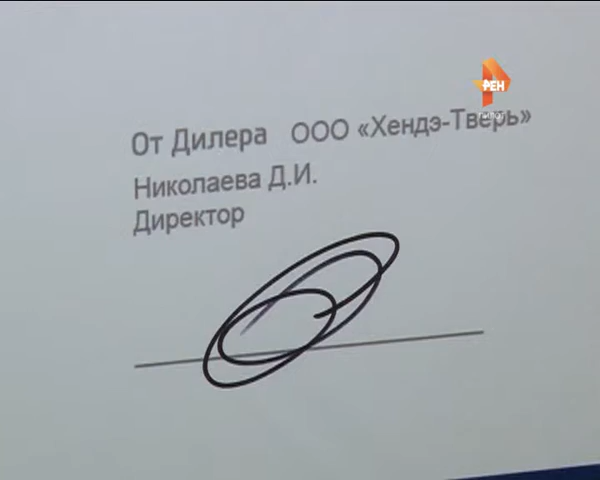 РЕН
От Дилера ООО «Хендэ-Тверь»
Николаева Д.И.
Директор